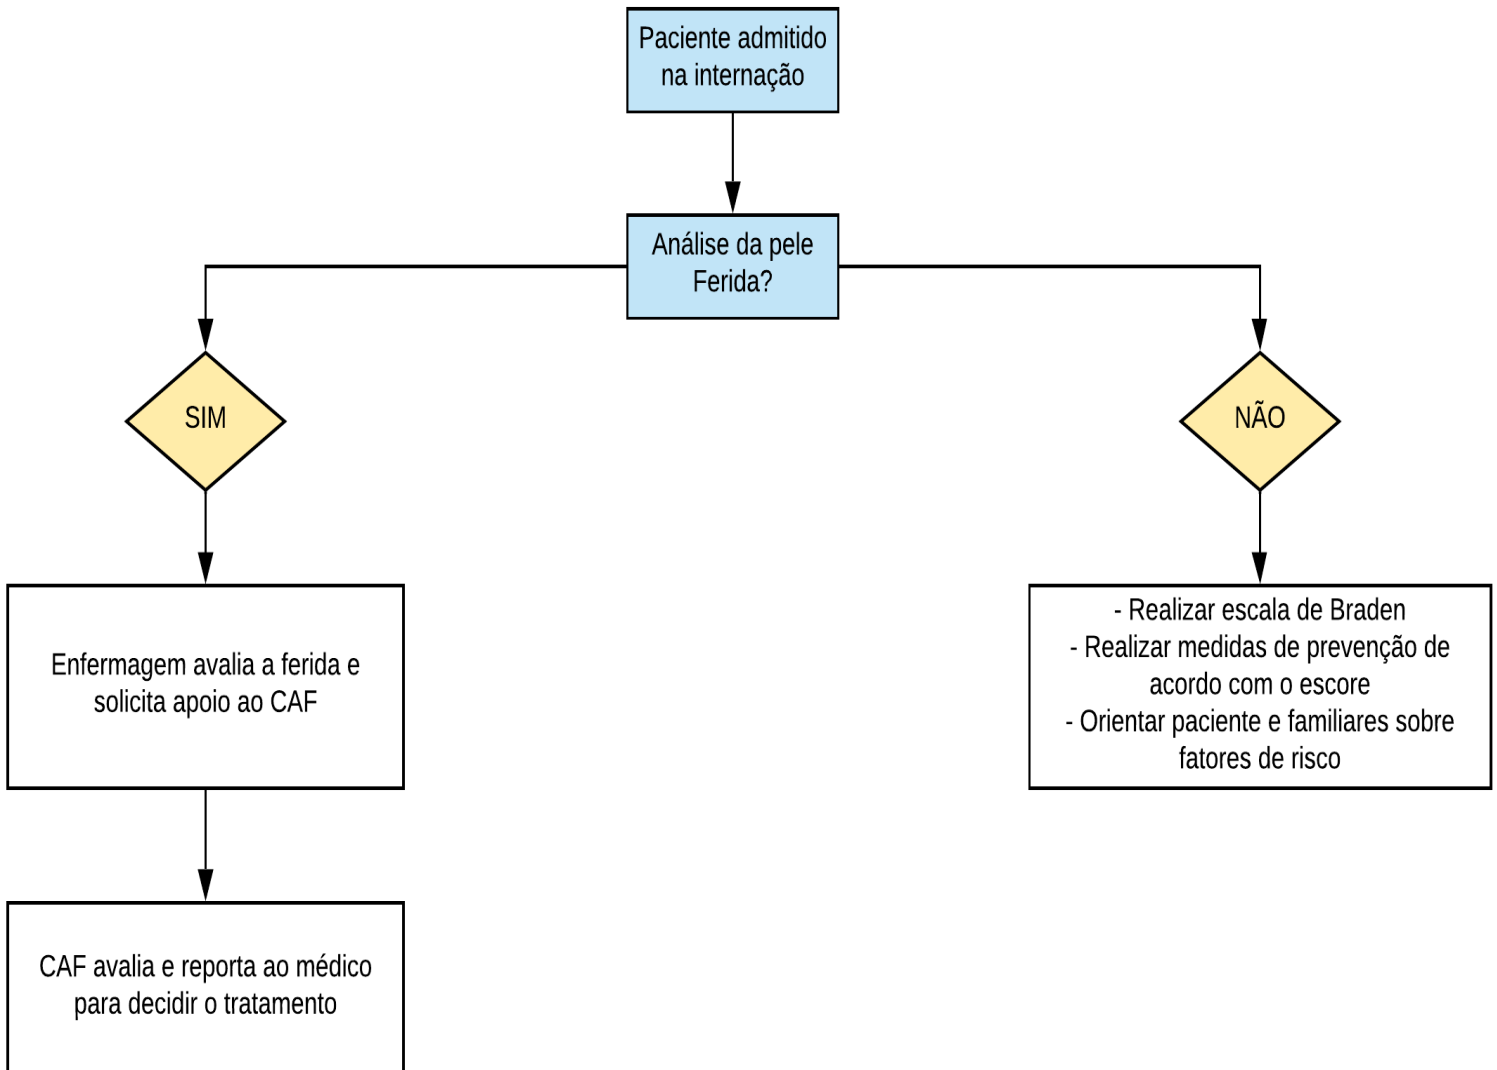 Paciente admitido
na internação
Análise da pele
Ferida?
SIM
NÃO
Enfermagem avalia a ferida e
solicita apoio ao CAF
- Realizar escala de Braden
- Realizar medidas de prevenção de
acordo com o escore
- Orientar paciente e familiares sobre
fatores de risco
CAF avalia e reporta ao médico
para decidir o tratamento